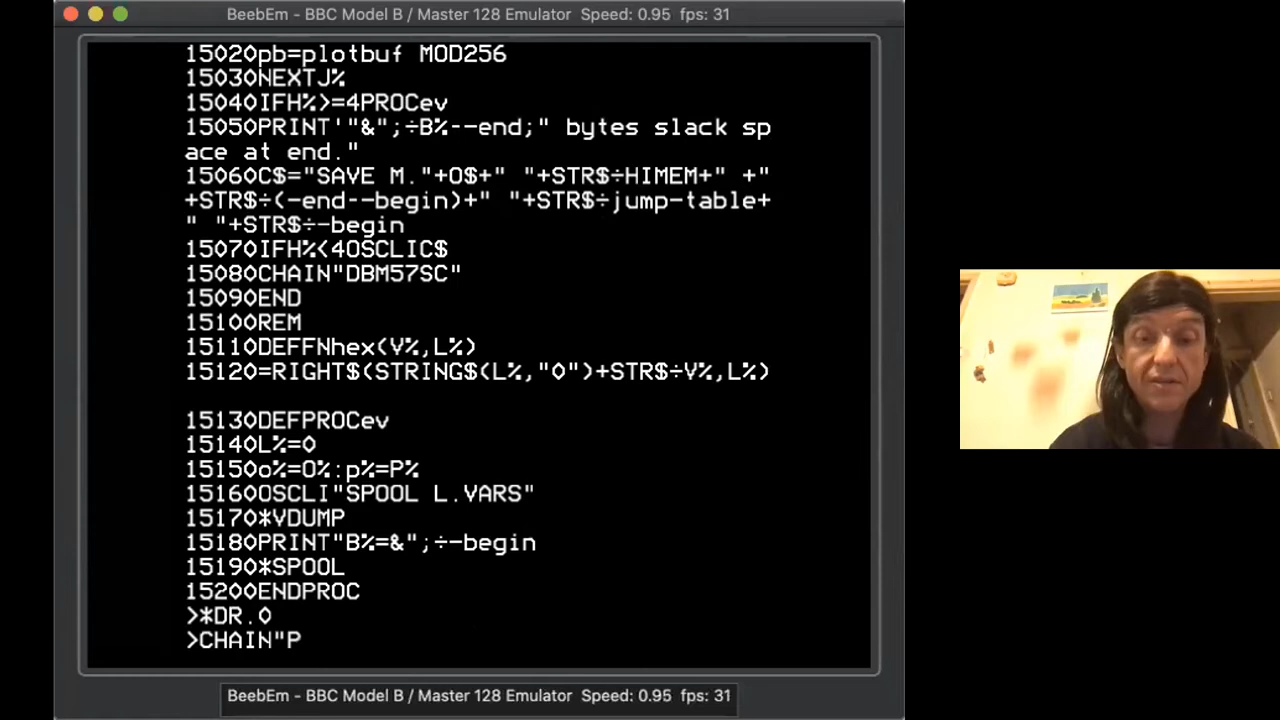 BeebEm - BBC Model B / Master 128 Emulator  Speed: 0.95  fps: 31
15020pb=plotbuf MOD256
15030NEXTJ%
15040IFH%>=4PROCev
15050PRINT'"&";÷B%--end;" bytes slack sp
ace at end."
15060C$="SAVE M."+O$+" "+STR$÷HIMEM+" +"
+STR$÷(-end--begin)+" "+STR$÷jump-table+
" "+STR$÷-begin
15070IFH%<4OSCLIC$
15080CHAIN"DBM57SC"
15090END
15100REM
15110DEFFNhex(V%,L%)
15120=RIGHT$(STRING$(L%,"0")+STR$÷V%,L%)
15130DEFPROCev
15140L%=0
15150o%=O%:p%=P%
15160OSCLI"SPOOL L.VARS"
15170*VDUMP
15180PRINT"B%=&";÷-begin
15190*SPOOL
15200ENDPROC
>*DR.0
>CHAIN"P
BeebEm - BBC Model B / Master 128 Emulator  Speed: 0.95  fps: 31